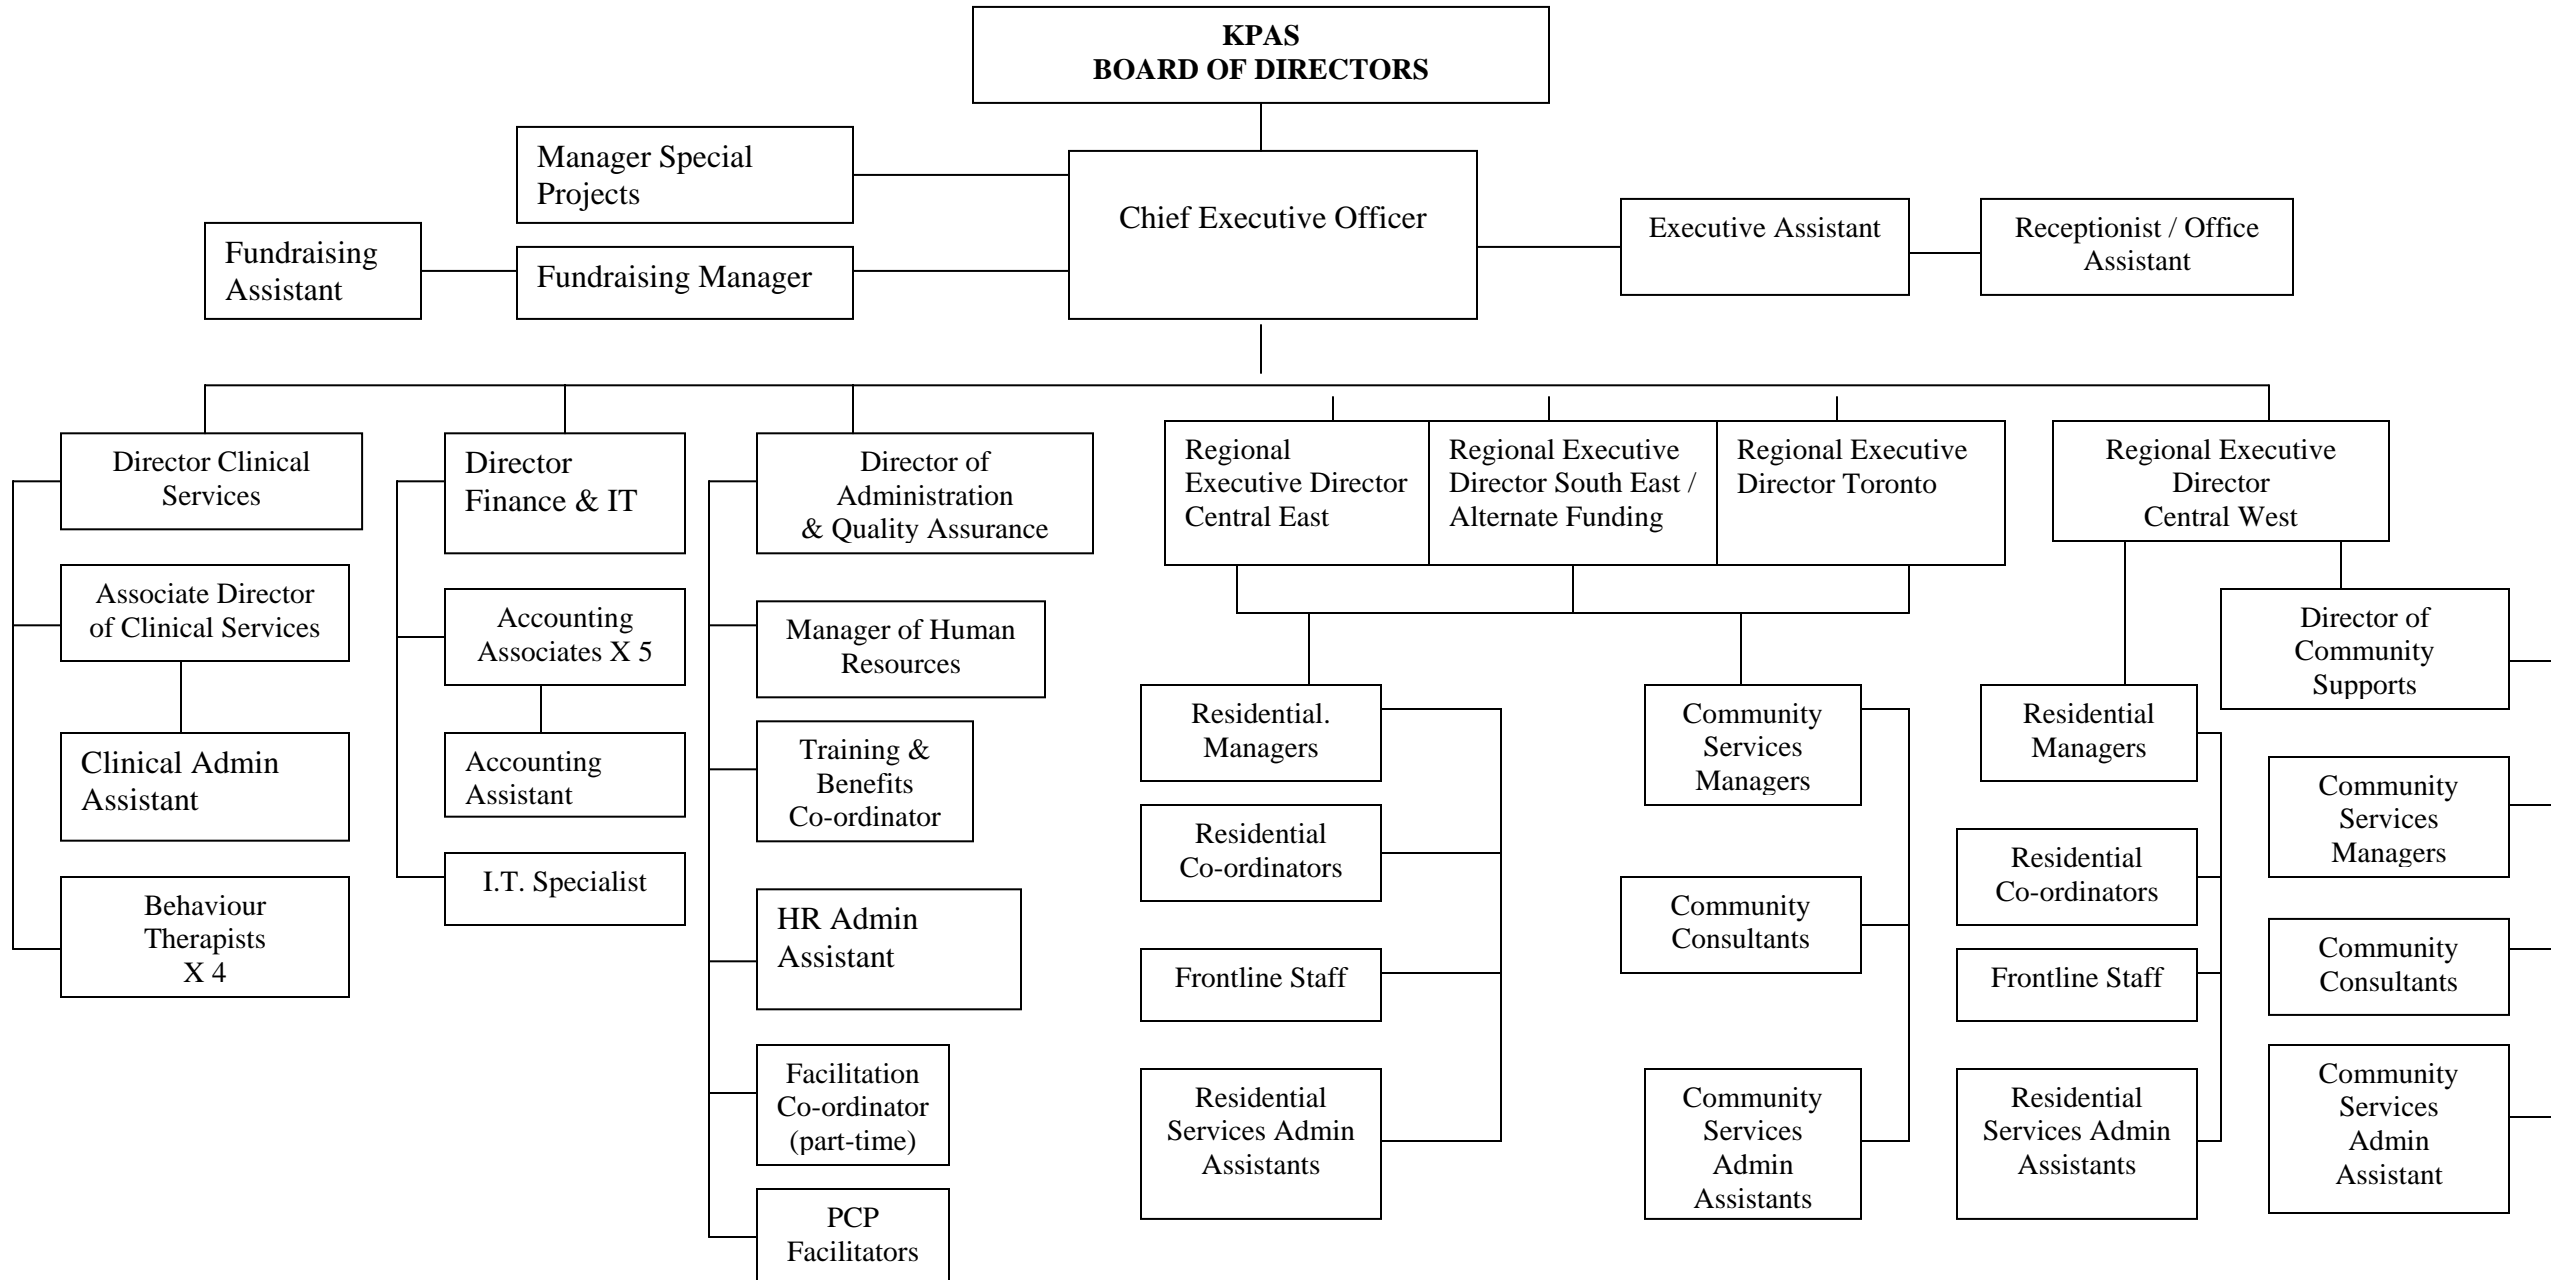 KPAS
BOARD OF DIRECTORS
Manager Special
Projects
Chief Executive Officer
Executive Assistant
Receptionist / Office
Assistant
Fundraising
Assistant
Fundraising Manager
Director Clinical
Services
Director
Finance & IT
Director of
Administration
& Quality Assurance
Regional
Executive Director
Central East
Regional Executive
Director South East /
Alternate Funding
Regional Executive
Director Toronto
Regional Executive
Director
Central West
Associate Director
of Clinical Services
Accounting
Associates X 5
Manager of Human
Resources
Director of
Community
Supports
Residential.
Managers
Community
Services
Managers
Residential
Managers
Clinical Admin
Assistant
Accounting
Assistant
Training &
Benefits
Co-ordinator
Community
Services
Managers
Residential
Co-ordinators
Residential
Co-ordinators
Behaviour
Therapists
X 4
I.T. Specialist
HR Admin
Assistant
Community
Consultants
Community
Consultants
Frontline Staff
Frontline Staff
Facilitation
Co-ordinator
(part-time)
Residential
Services Admin
Assistants
Community
Services
Admin
Assistants
Residential
Services Admin
Assistants
Community
Services
Admin
Assistant
PCP
Facilitators